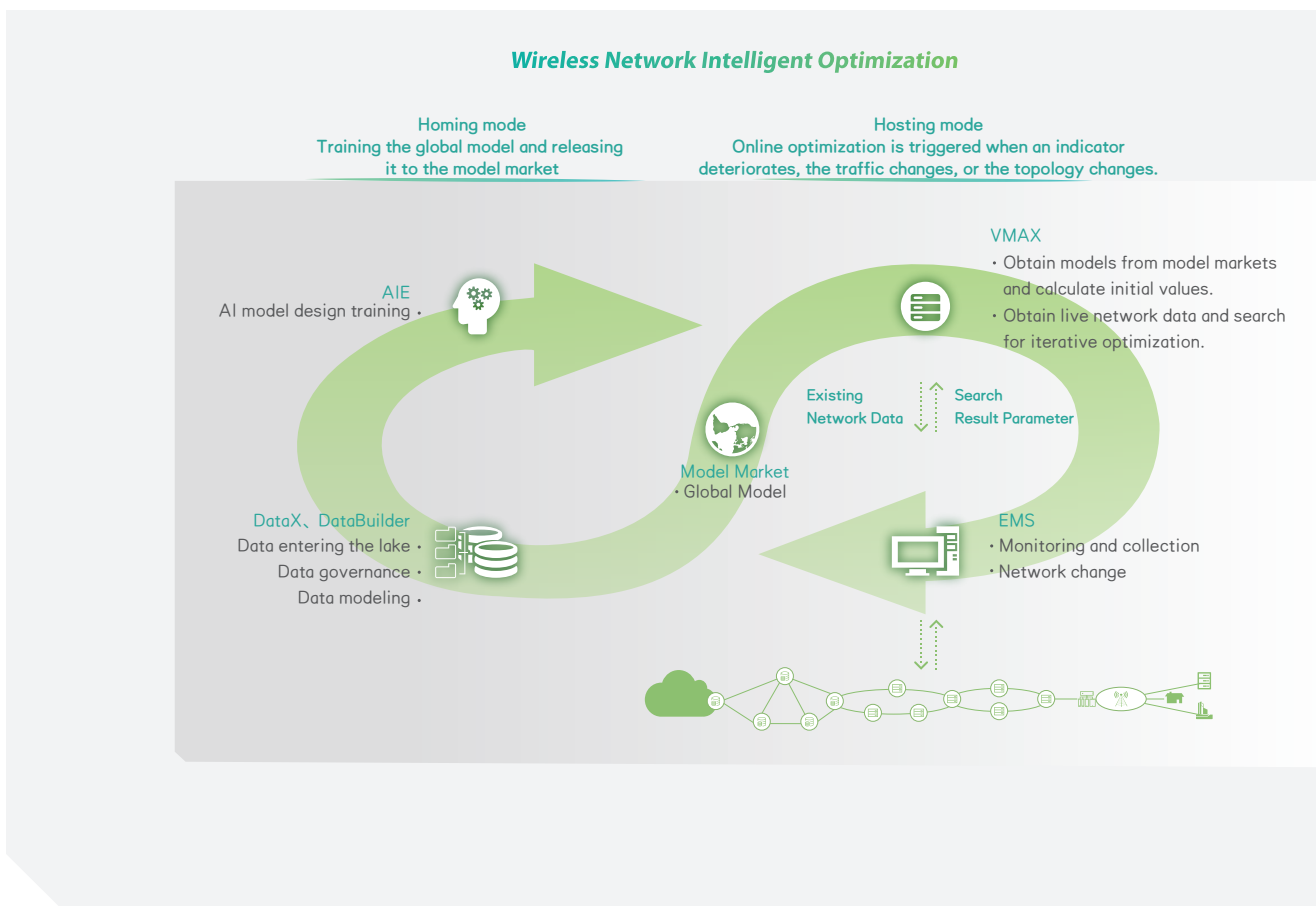 Wireless Network Intelligent Optimization
Homing mode
Training the global model and releasing
it to the model market
Hosting mode
Online optimization is triggered when an indicator
deteriorates, the traffic changes, or the topology changes.
AIE
AI model design training •
VMAX
• Obtain models from model markets
and calculate initial values.
• Obtain live network data and search
for iterative optimization.
Existing
Network Data
Search
Result Parameter
Model Market
• Global Model
DataX、DataBuilder
Data entering the lake •
Data governance •
Data modeling •
EMS
• Monitoring and collection
• Network change